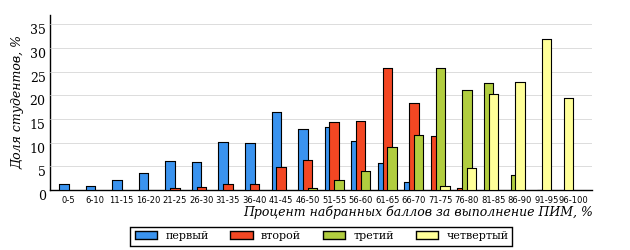 Доля студентов, %
35
30
25
20
15
10
5
0
0-5 6-10 11-15 16-20 21-25 26-30 31-35 36-40 41-45 46-50 51-55 56-60 61-65 66-70 71-75 76-80 81-85 86-90 91-95 96-100
Процент набранных баллов за выполнение ПИМ, %
первый второй третий четвертый